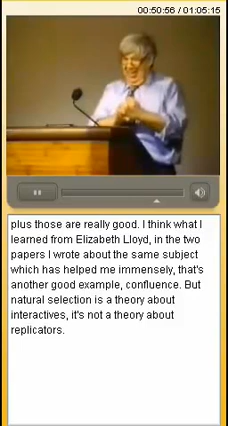 00:50:56 / 01:05:15
plus those are really good. I think what I
learned from Elizabeth Lloyd, in the two
papers I wrote about the same subject
which has helped me immensely, that's
another good example, confluence. But
natural selection is a theory about
interactives, it's not a theory about
replicators.